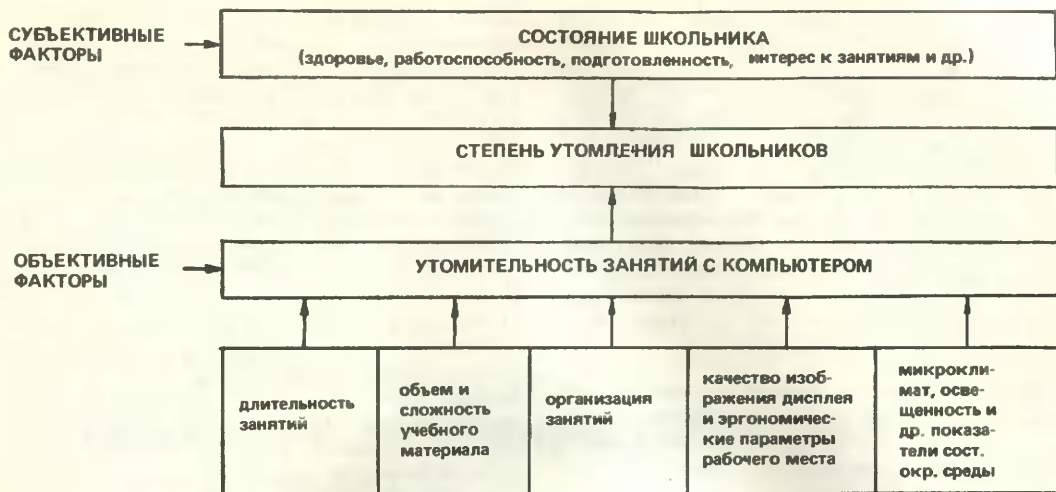 СУБЪЕКТИВНЫЕ
ФАКТОРЫ
СОСТОЯНИЕ ШКОЛЬНИКА
(здоровье, работоспособность, подготовленность, интерес к занятиям и др.)
СТЕПЕНЬ УТОМЛЕНИЯ ШКОЛЬНИКОВ
ОБЪЕКТИВНЫЕ
ФАКТОРЫ
УТОМИТЕЛЬНОСТЬ ЗАНЯТИЙ С КОМПЬЮТЕРОМ
длительность
занятий
объем и
сложность
учебного
материала
организация
занятий
качество изоб-
ражения дисплея
и эргономичес-
кие параметры
рабочего места
микрокли-
мат, осве-
щенность и
др. показа-
тели сост.
окр. среды